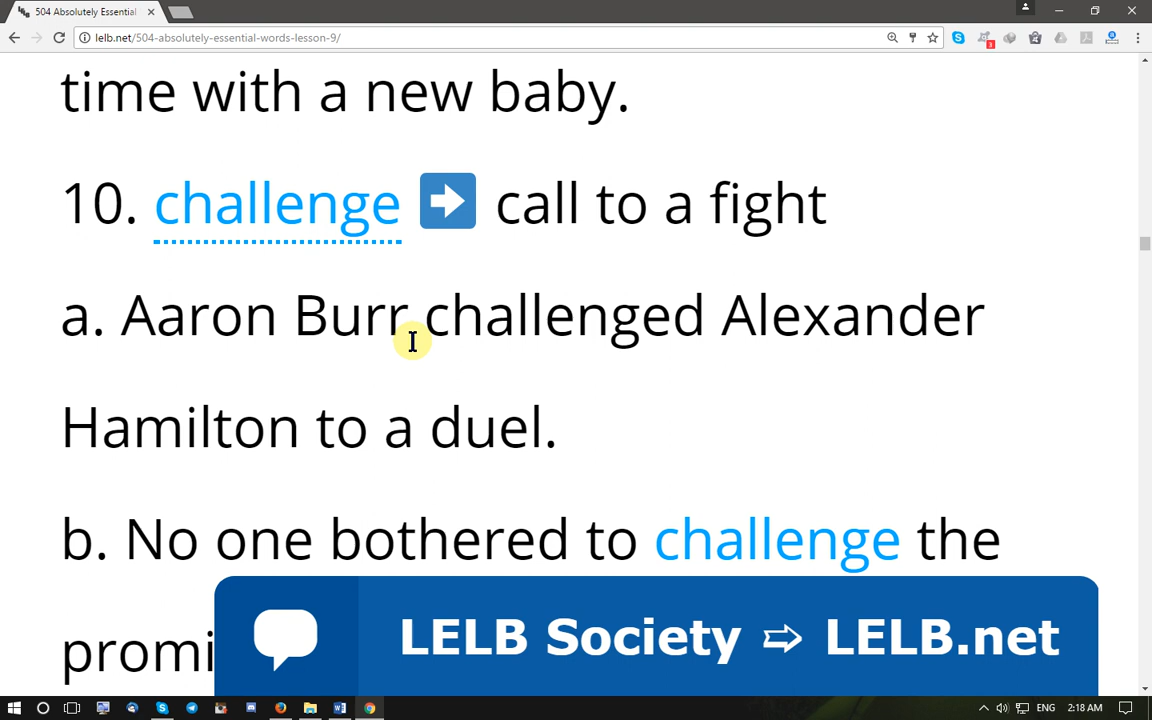 504 Absolutely Essential
lelb.net/504-absolutely-essential-words-lesson-9/
time with a new baby.
10. challenge ➡ call to a fight
a. Aaron Burr challenged Alexander
Hamilton to a duel.
b. No one bothered to challenge the
promi
LELB Society ⇨ LELB.net
ENG 2:18 AM